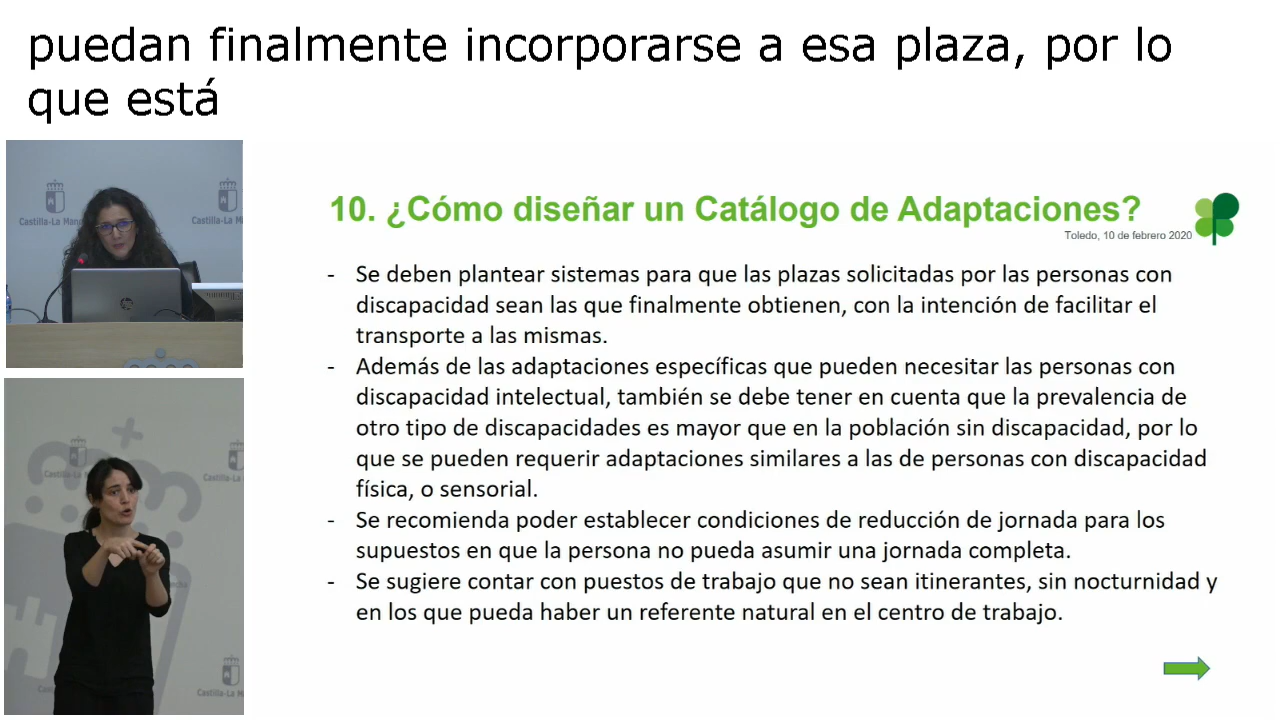 puedan finalmente incorporarse a esa plaza, por lo
que está
Castilla-La
Castilla-La
10. ¿Cómo diseñar un Catálogo de Adaptaciones?
Toledo, 10 de febrero 2020
- Se deben plantear sistemas para que las plazas solicitadas por las personas con
discapacidad sean las que finalmente obtienen, con la intención de facilitar el
transporte a las mismas.
- Además de las adaptaciones específicas que pueden necesitar las personas con
discapacidad intelectual, también se debe tener en cuenta que la prevalencia de
otro tipo de discapacidades es mayor que en la población sin discapacidad, por lo
que se pueden requerir adaptaciones similares a las de personas con discapacidad
física, o sensorial.
- Se recomienda poder establecer condiciones de reducción de jornada para los
supuestos en que la persona no pueda asumir una jornada completa.
- Se sugiere contar con puestos de trabajo que no sean itinerantes, sin nocturnidad y
en los que pueda haber un referente natural en el centro de trabajo.
Castilla-La